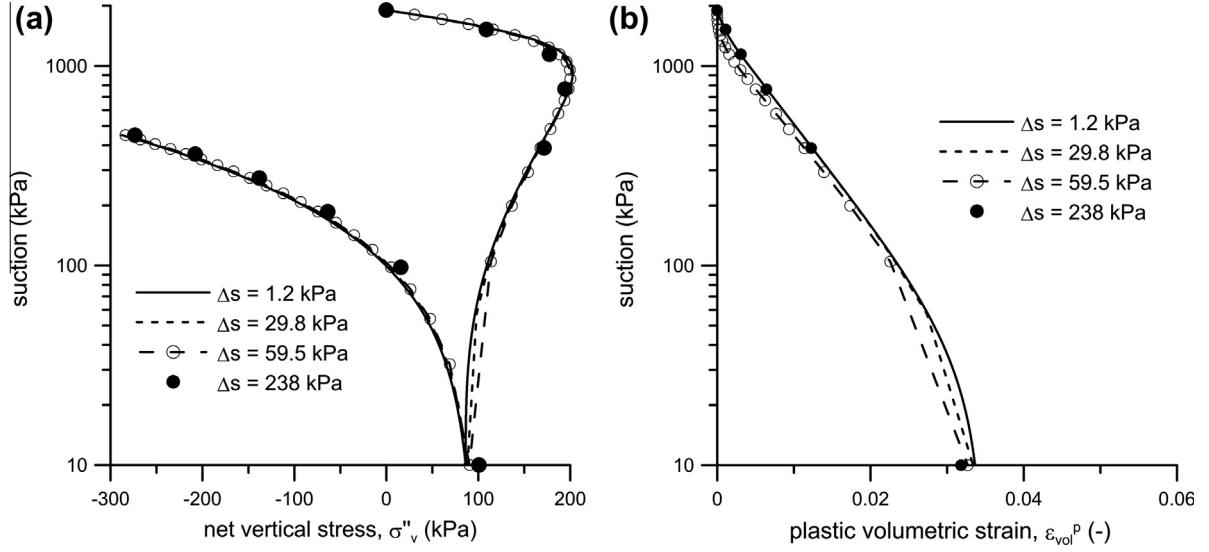 (a)
1000
100
10
suction (kPa)
Δs = 1.2 kPa
Δs = 29.8 kPa
Δs = 59.5 kPa
Δs = 238 kPa
-300 -200 -100 0 100 200
net vertical stress, σ"v (kPa)
(b)
1000
100
10
suction (kPa)
Δs = 1.2 kPa
Δs = 29.8 kPa
Δs = 59.5 kPa
Δs = 238 kPa
0 0.02 0.04 0.06
plastic volumetric strain, εvolᵖ (-)